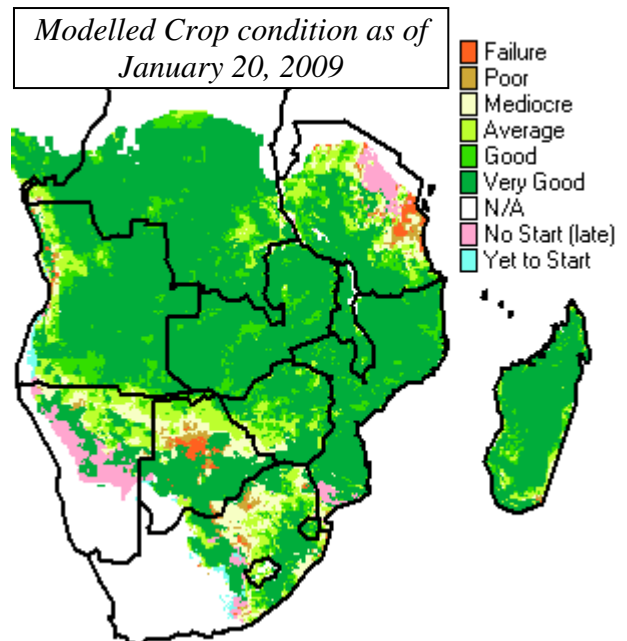 Modelled Crop condition as of
January 20, 2009
Failure
Poor
Mediocre
Average
Good
Very Good
N/A
No Start (late)
Yet to Start